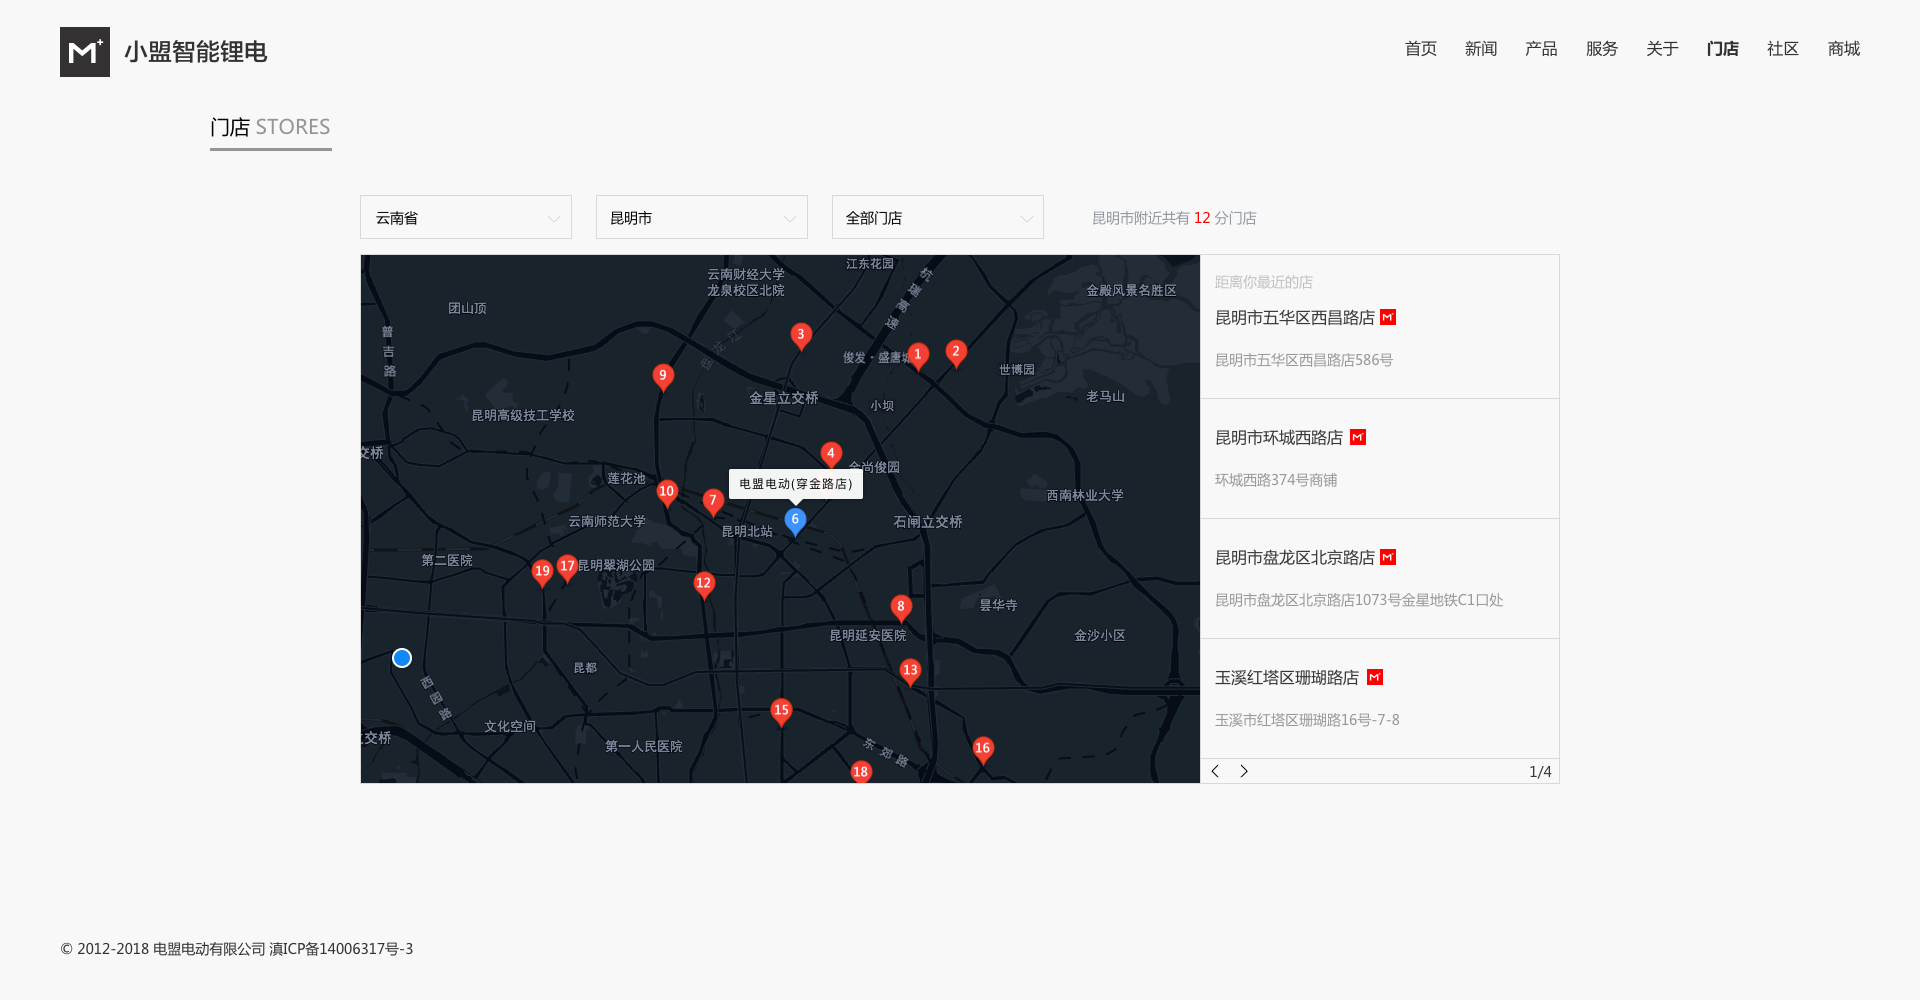 M+ 小盟智能锂电
首页 新闻 产品 服务 关于 门店 社区 商城
门店 STORES
云南省 昆明市 全部门店 昆明市附近共有 12 分门店
江东花园
云南财经大学
龙泉校区北院
杭瑞高速
金殿风景名胜区
团山顶
普吉路
盘龙江
3
俊发·盛唐城
1
2
世博园
9
金星立交桥
小坝
老马山
昆明高级技工学校
交桥
4
金尚俊园
莲花池
电盟电动(穿金路店)
10
7
6
西南林业大学
云南师范大学
昆明北站
石闸立交桥
第二医院
19
17
昆明翠湖公园
12
8
昙华寺
昆明延安医院
金沙小区
昆都
13
西园路
15
文化空间
立交桥
第一人民医院
东郊路
16
18
距离你最近的店
昆明市五华区西昌路店
昆明市五华区西昌路店586号
昆明市环城西路店
环城西路374号商铺
昆明市盘龙区北京路店
昆明市盘龙区北京路店1073号金星地铁C1口处
玉溪红塔区珊瑚路店
玉溪市红塔区珊瑚路16号-7-8
1/4
© 2012-2018 电盟电动有限公司 滇ICP备14006317号-3